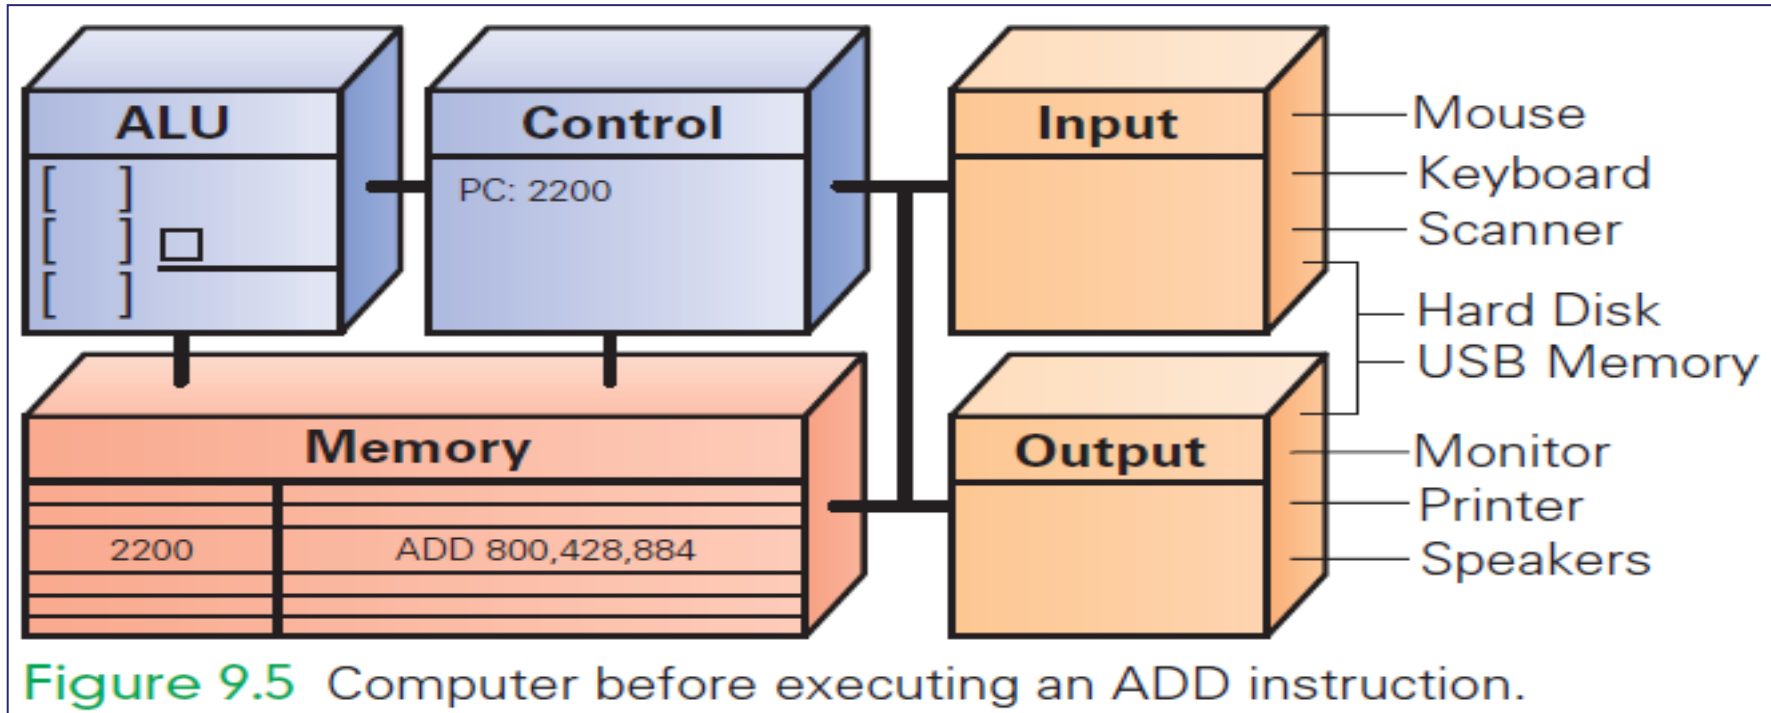 ALU
[ ]
[ ]
[ ]
Control
PC: 2200
Input
Mouse
Keyboard
Scanner
Hard Disk
USB Memory
Memory
2200 ADD 800,428,884
Output
Monitor
Printer
Speakers
Figure 9.5 Computer before executing an ADD instruction.